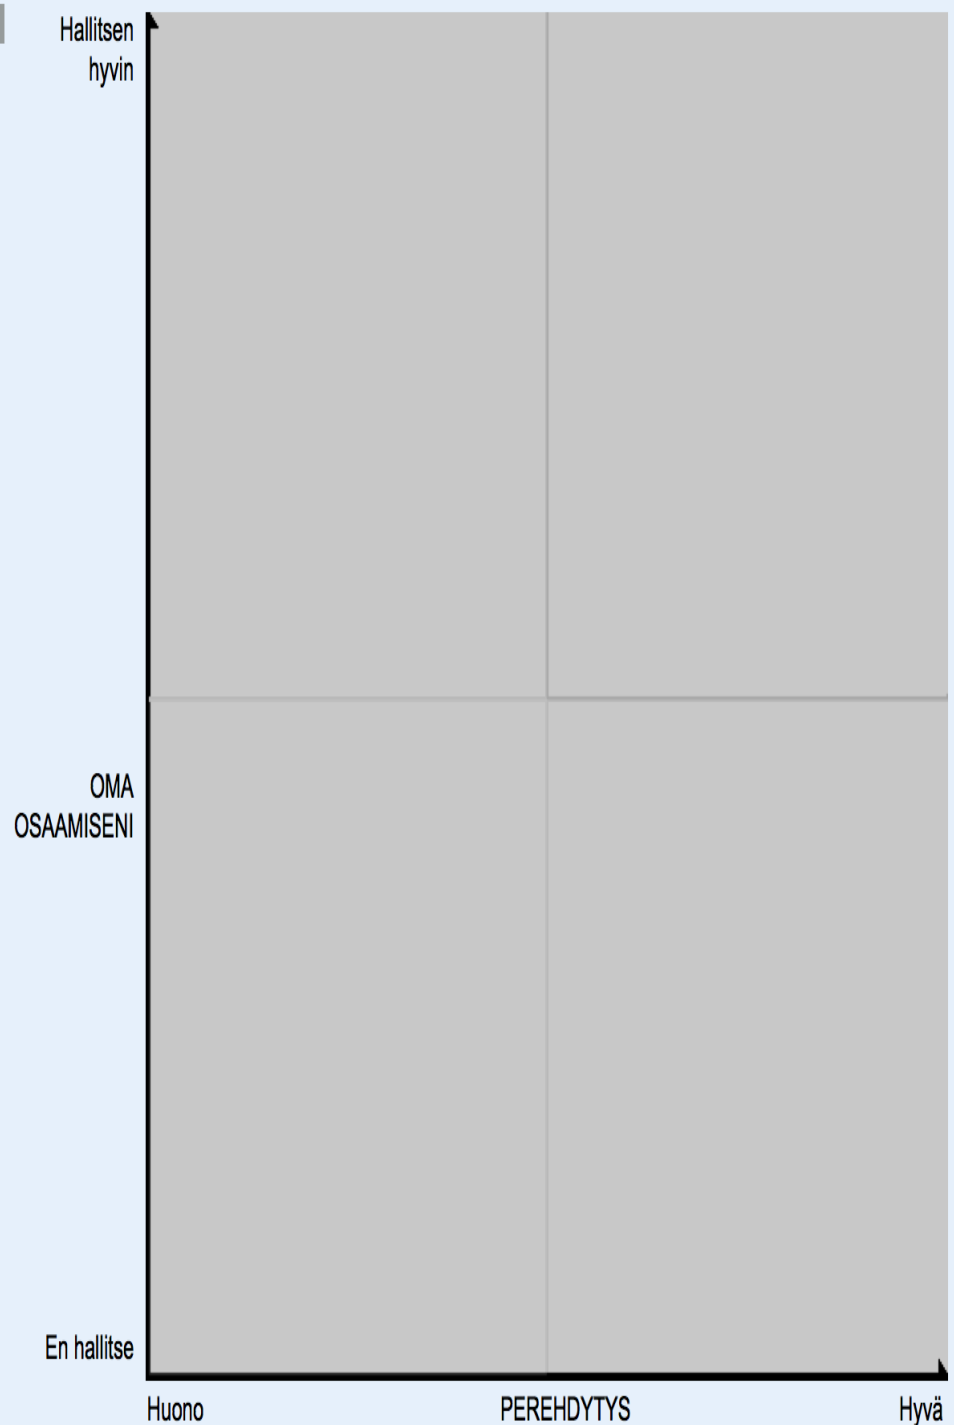 Hallitsen
hyvin
OMA
OSAAMISENI
En hallitse
Huono
PEREHDYTYS
Hyvä